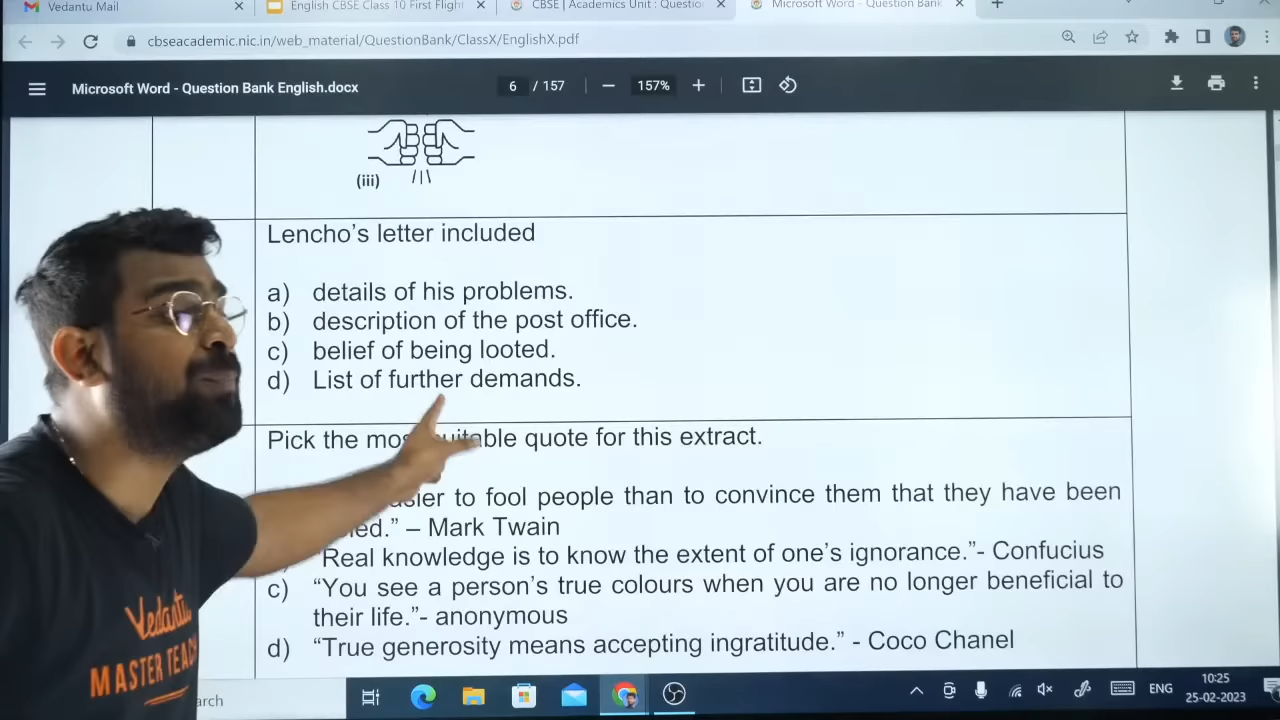 Vedantu Mail
English CBSE Class 10 First Flight
CBSE | Academics Unit : Questio
Microsoft Word - Question Bank
cbseacademic.nic.in/web_material/QuestionBank/ClassX/EnglishX.pdf
Microsoft Word - Question Bank English.docx
6 / 157
157%
(iii)
Lencho's letter included
a) details of his problems.
b) description of the post office.
c) belief of being looted.
d) List of further demands.
Pick the most suitable quote for this extract.
easier to fool people than to convince them that they have been
fooled." – Mark Twain
"Real knowledge is to know the extent of one's ignorance."- Confucius
c) "You see a person's true colours when you are no longer beneficial to
their life."- anonymous
d) "True generosity means accepting ingratitude." - Coco Chanel
Vedantu
MASTER TEAC
arch
ENG
10:25
25-02-2023